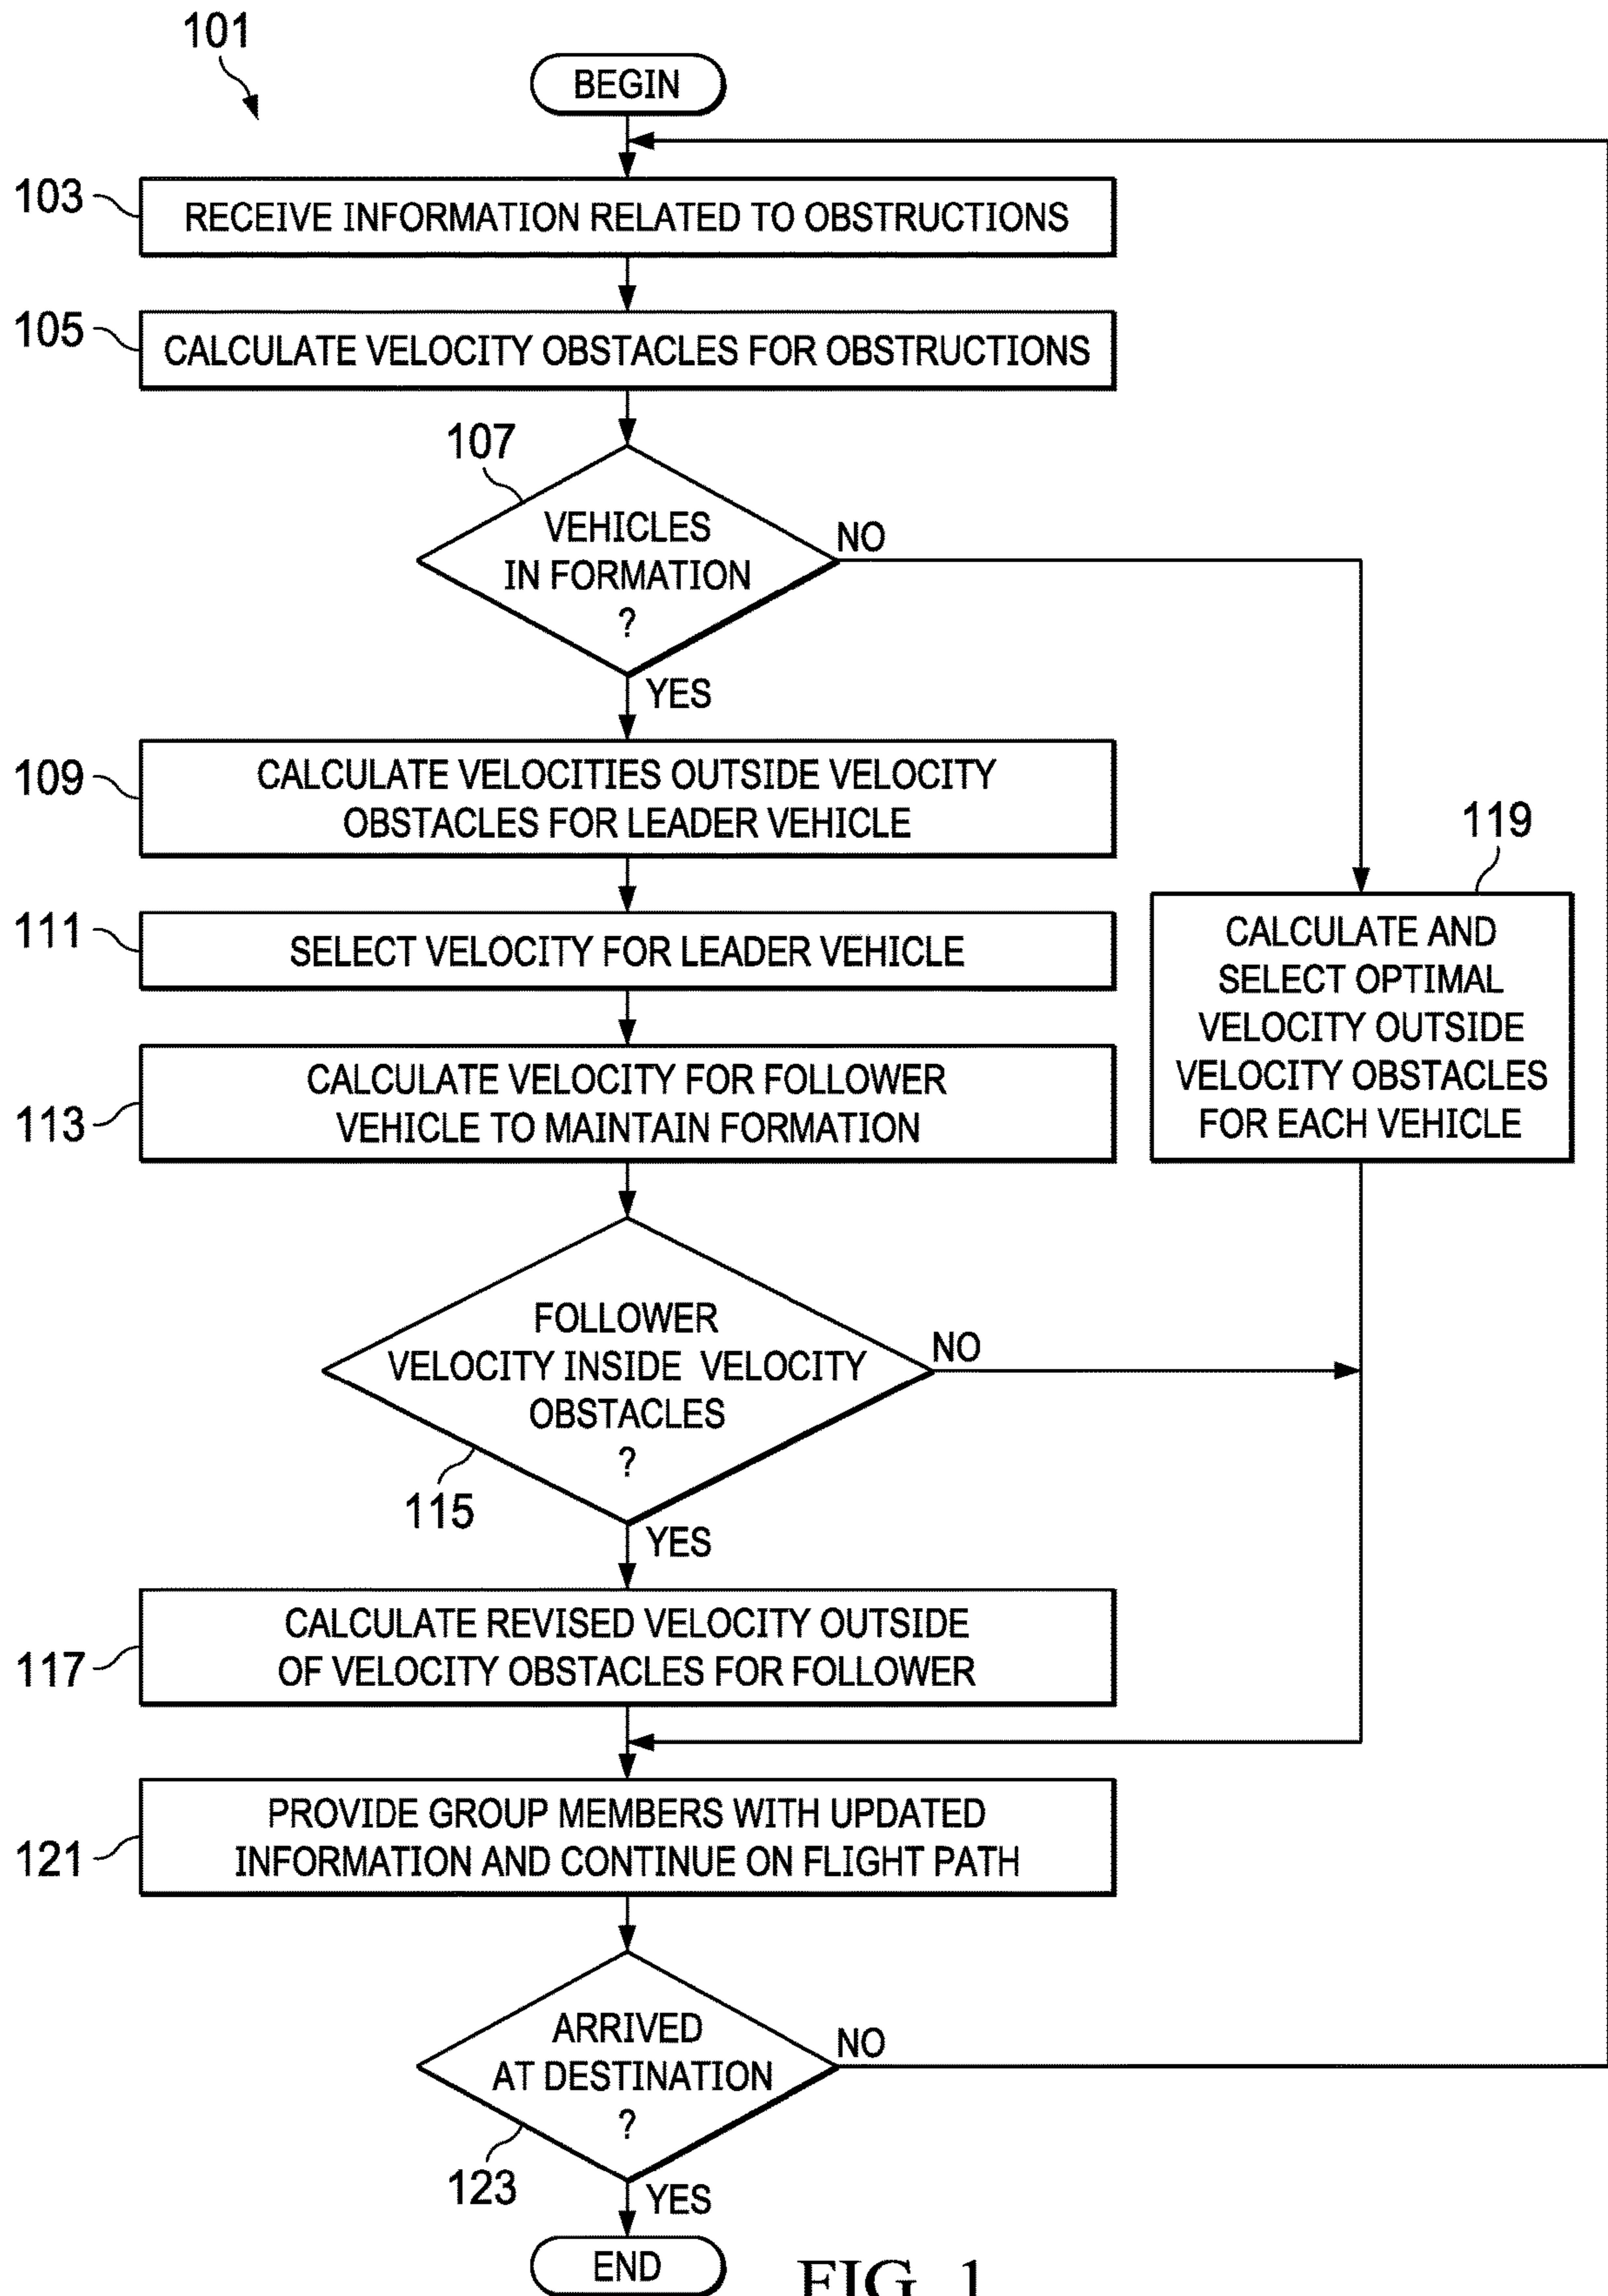 101
BEGIN
103
RECEIVE INFORMATION RELATED TO OBSTRUCTIONS
105
CALCULATE VELOCITY OBSTACLES FOR OBSTRUCTIONS
107
VEHICLES
IN FORMATION
?
NO
YES
109
CALCULATE VELOCITIES OUTSIDE VELOCITY
OBSTACLES FOR LEADER VEHICLE
111
SELECT VELOCITY FOR LEADER VEHICLE
113
CALCULATE VELOCITY FOR FOLLOWER
VEHICLE TO MAINTAIN FORMATION
119
CALCULATE AND
SELECT OPTIMAL
VELOCITY OUTSIDE
VELOCITY OBSTACLES
FOR EACH VEHICLE
FOLLOWER
VELOCITY INSIDE VELOCITY
OBSTACLES
?
NO
115
YES
117
CALCULATE REVISED VELOCITY OUTSIDE
OF VELOCITY OBSTACLES FOR FOLLOWER
121
PROVIDE GROUP MEMBERS WITH UPDATED
INFORMATION AND CONTINUE ON FLIGHT PATH
ARRIVED
AT DESTINATION
?
NO
123
YES
END
FIG. 1